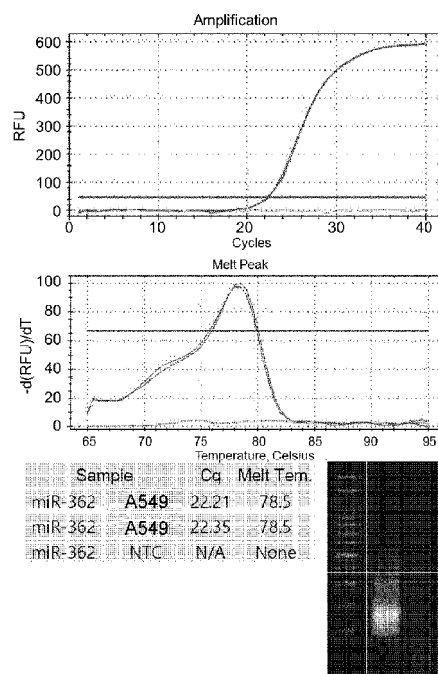 Amplification
600
500
400
300
200
100
0
RFU
0 10 20 30 40
Cycles
Melt Peak
100
80
60
40
20
0
-d(RFU)/dT
65 70 75 80 85 90 95
Temperature, Celsius
Sample Cq Melt Tem.
miR-362 A549 22.21 78.5
miR-362 A549 22.35 78.5
miR-362 NTC N/A None